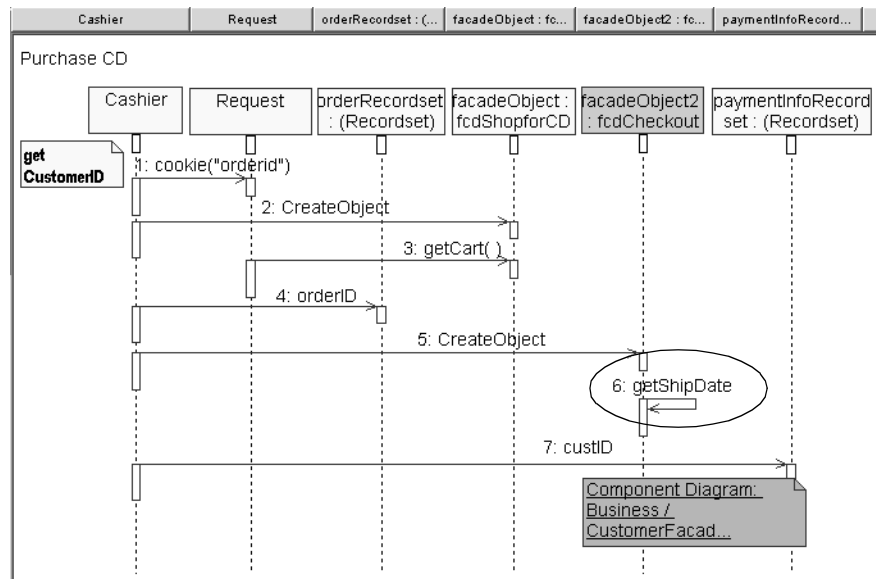 Cashier
Request
orderRecordset : (...
facadeObject : fc...
facadeObject2 : fc...
paymentInfoRecord...
Purchase CD
Cashier
Request
orderRecordset
: (Recordset)
facadeObject :
fcdShopforCD
facadeObject2
: fcdCheckout
paymentInfoRecord
set : (Recordset)
get
CustomerID
1: cookie("orderid")
2: CreateObject
3: getCart( )
4: orderID
5: CreateObject
6: getShipDate
7: custID
Component Diagram:
Business /
CustomerFacad...